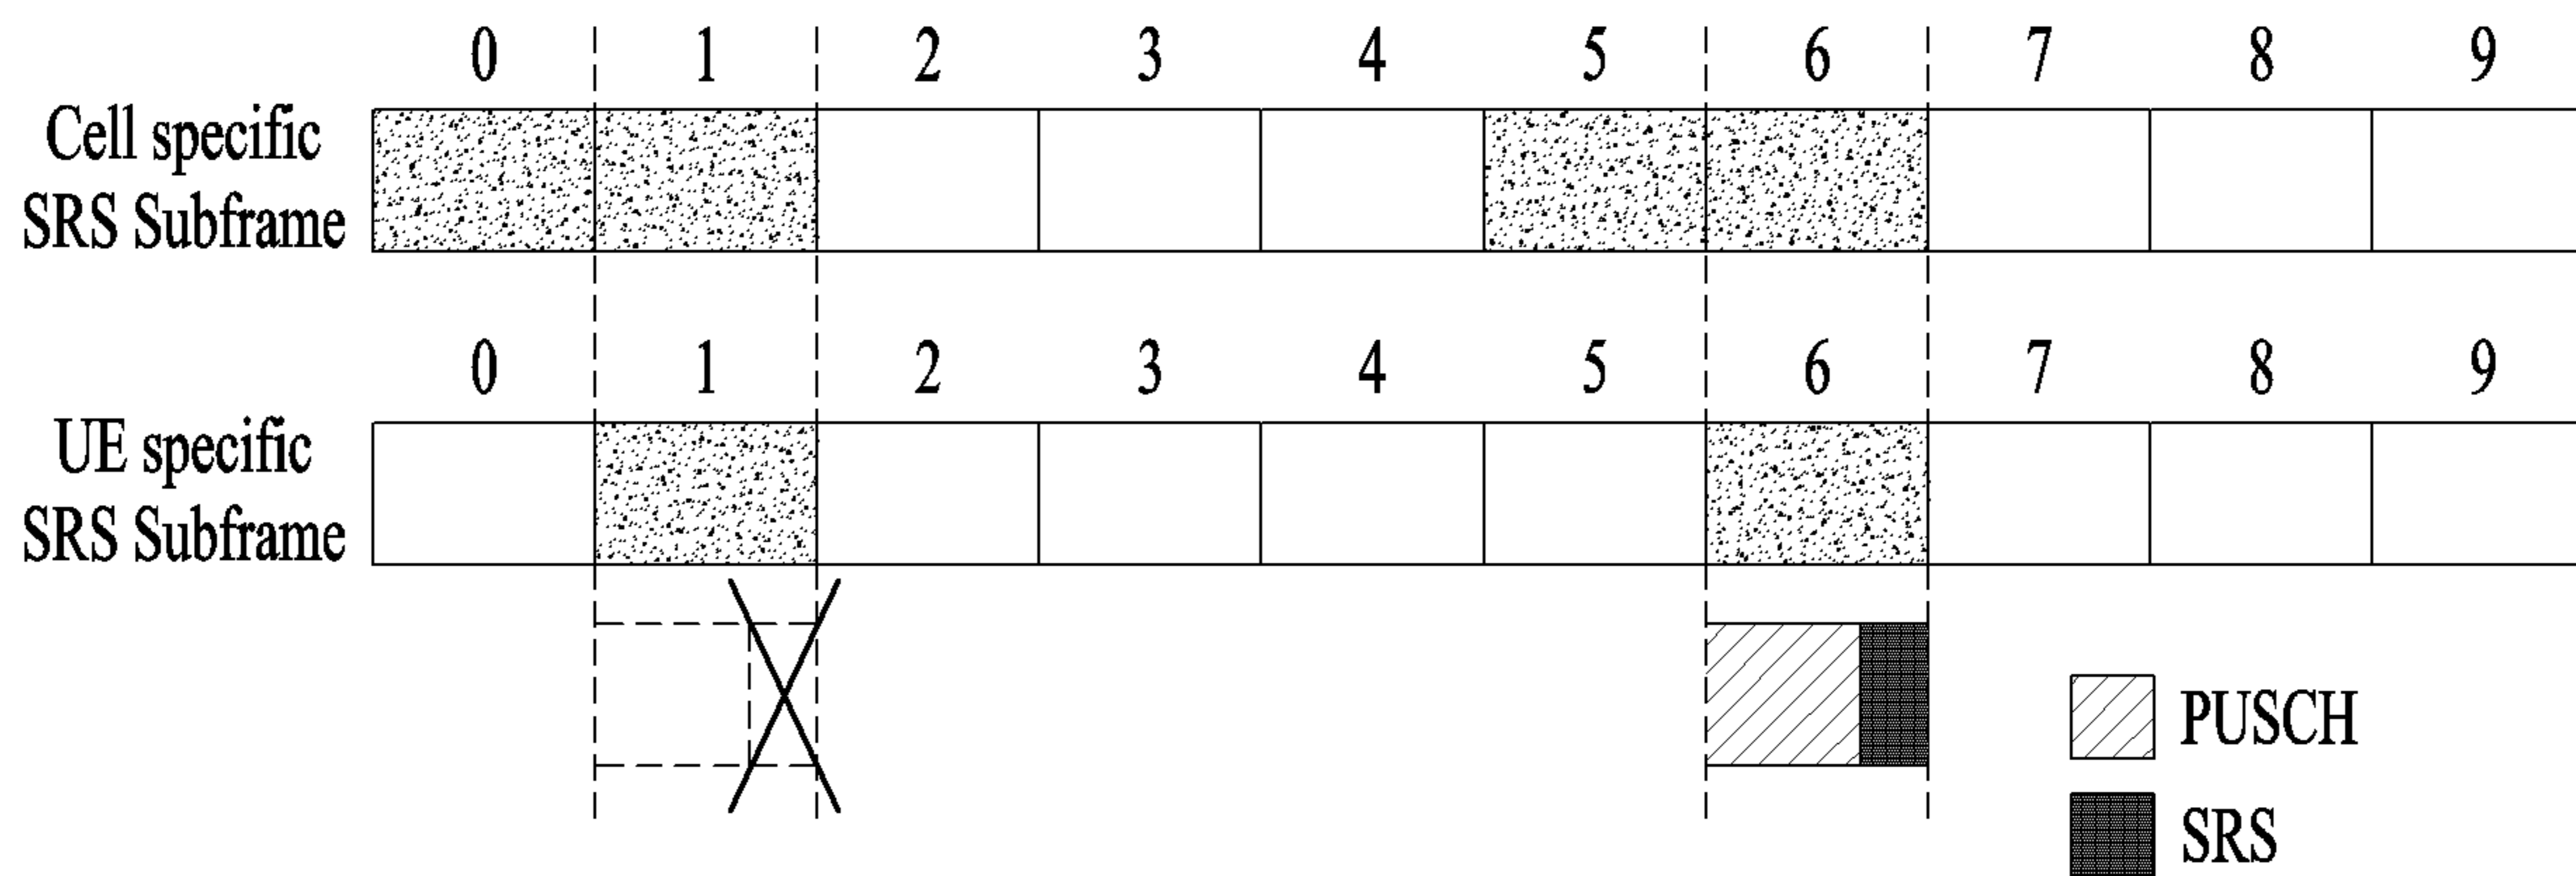 0 1 2 3 4 5 6 7 8 9
Cell specific
SRS Subframe
0 1 2 3 4 5 6 7 8 9
UE specific
SRS Subframe
PUSCH
SRS